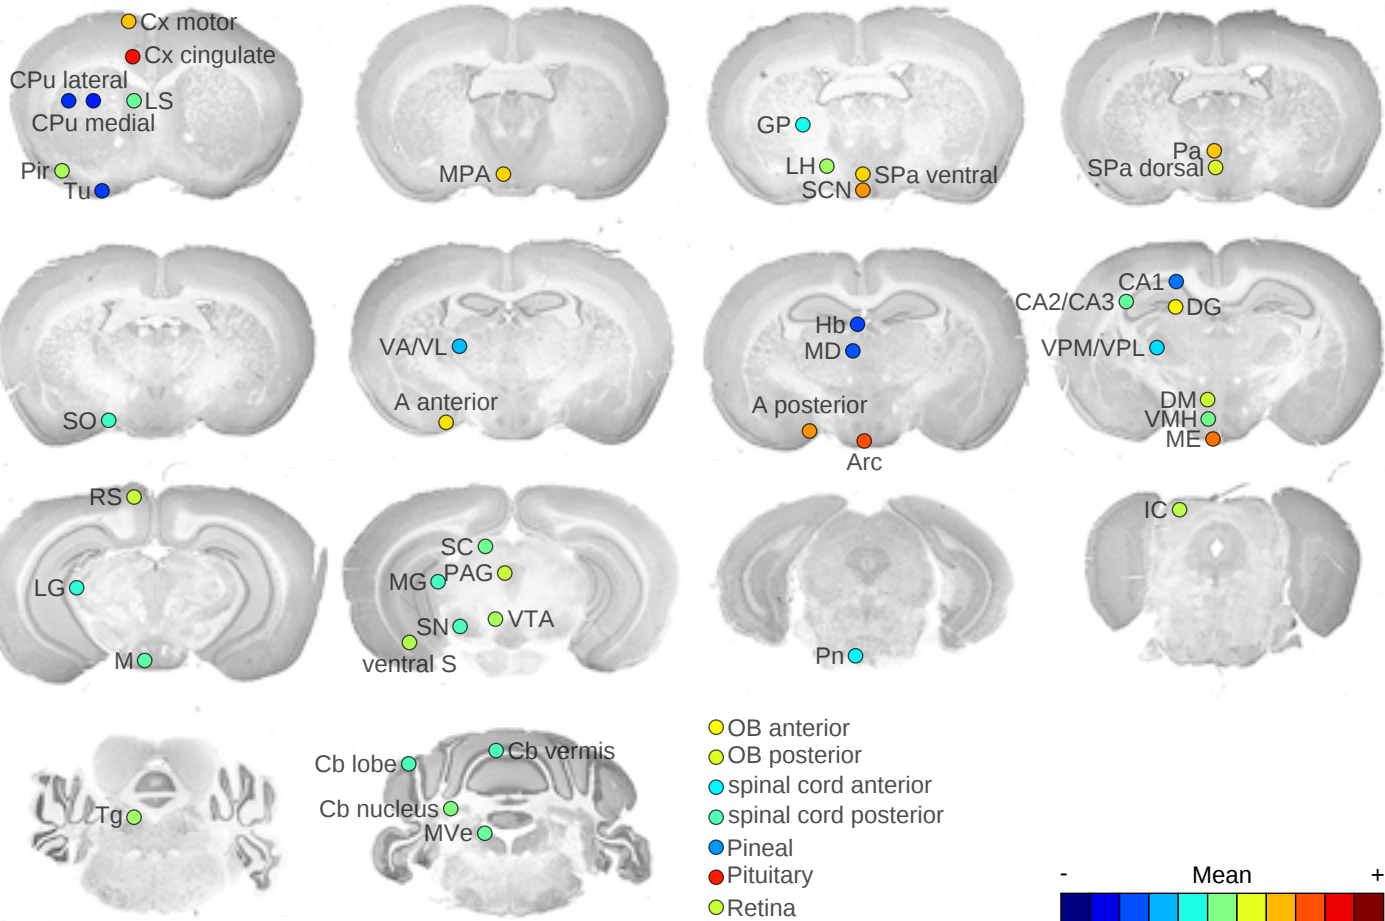 Cx motor
Cx cingulate
CPu lateral
LS
CPu medial
Pir
Tu
MPA
GP
LH
SPa ventral
SCN
Pa
SPa dorsal
SO
VA/VL
A anterior
Hb
MD
A posterior
Arc
CA1
CA2/CA3
DG
VPM/VPL
DM
VMH
ME
RS
LG
M
SC
PAG
MG
VTA
SN
ventral S
Pn
IC
Tg
Cb vermis
Cb lobe
Cb nucleus
MVe
OB anterior
OB posterior
spinal cord anterior
spinal cord posterior
Pineal
Pituitary
Retina
- Mean +